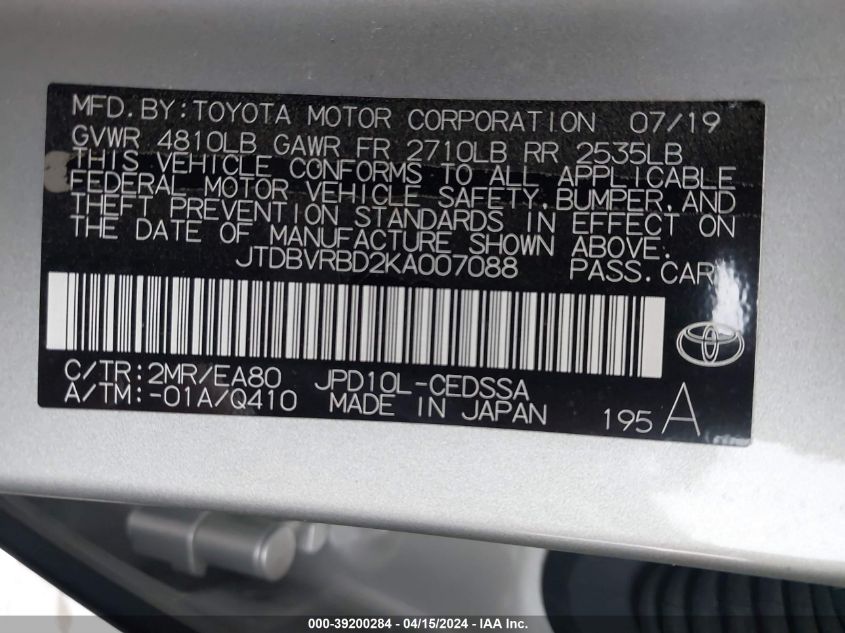 MFD.BY:TOYOTA MOTOR CORPORATION 07/19
GVWR 4810LB GAWR FR 2710LB RR 2535LB
THIS VEHICLE CONFORMS TO ALL APPLICABLE
FEDERAL MOTOR VEHICLE SAFETY,BUMPER,AND
THEFT PREVENTION STANDARDS IN EFFECT ON
THE DATE OF MANUFACTURE SHOWN ABOVE.
JTDBVRBD2KA007088 PASS.CAR
C/TR:2MR/EA80 JPD10L-CEDSSA
A/TM:-01A/Q410 MADE IN JAPAN 195 A
000-39200284 - 04/15/2024 - IAA Inc.